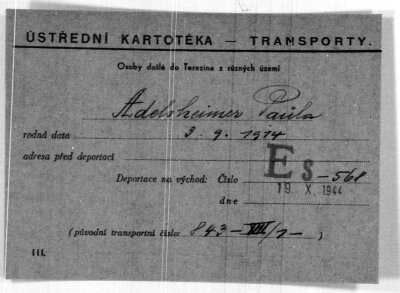 ÚSTŘEDNÍ KARTOTÉKA — TRANSPORTY.
Osoby došlé do Terezína z různých území
Adelsheimer Paula
rodná data 3. 9. 1914
adresa před deportací
Deportace na východ: Číslo Es-568
dne 19. X. 1944
(původní transportní číslo: 843-XIII/1- )
III.